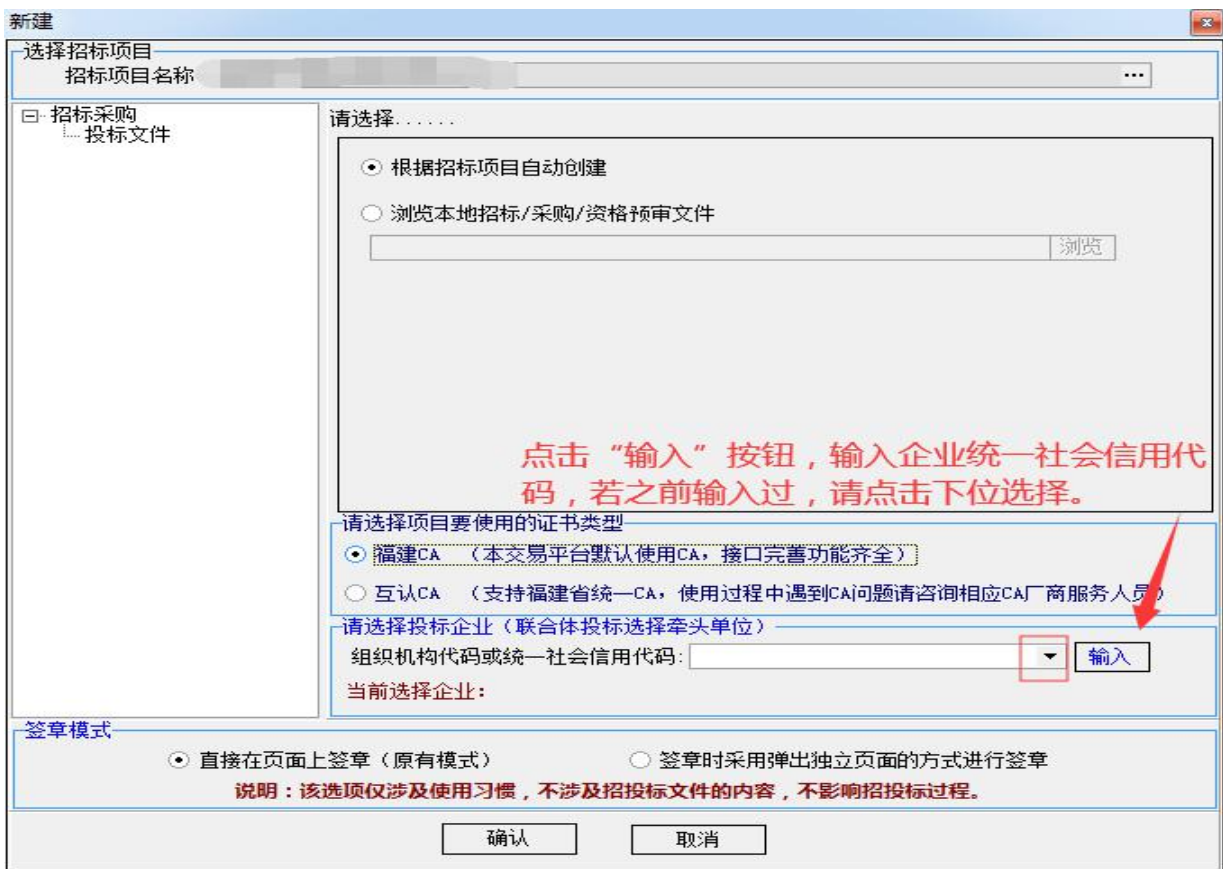 新建
选择招标项目
招标项目名称
...
招标采购
投标文件
请选择......
根据招标项目自动创建
浏览本地招标/采购/资格预审文件
浏览
点击“输入”按钮，输入企业统一社会信用代
码，若之前输入过，请点击下位选择。
请选择项目要使用的证书类型
福建CA （本交易平台默认使用CA，接口完善功能齐全）
互认CA （支持福建省统一CA，使用过程中遇到CA问题请咨询相应CA厂商服务人员）
请选择投标企业（联合体投标选择牵头单位）
组织机构代码或统一社会信用代码:
输入
当前选择企业：
签章模式
直接在页面上签章（原有模式）
签章时采用弹出独立页面的方式进行签章
说明：该选项仅涉及使用习惯，不涉及招投标文件的内容，不影响招投标过程。
确认
取消